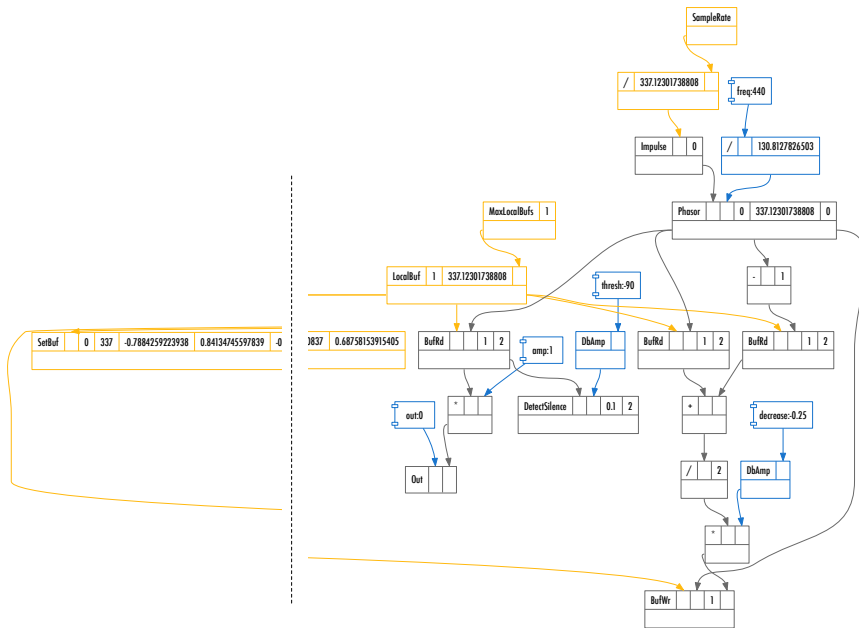 SampleRate
/ 337.12301738808
freq:440
Impulse 0
/ 130.8127826503
MaxLocalBufs 1
Phasor 0 337.12301738808 0
LocalBuf 1 337.12301738808
thresh:-90
- 1
SetBuf 0 337 -0.7884259223938 0.84134745597839 -0
0837 0.68758153915405
BufRd 1 2
amp:1
DbAmp
BufRd 1 2
BufRd 1 2
out:0
*
DetectSilence 0.1 2
+
decrease:-0.25
Out
/ 2
DbAmp
*
BufWr 1